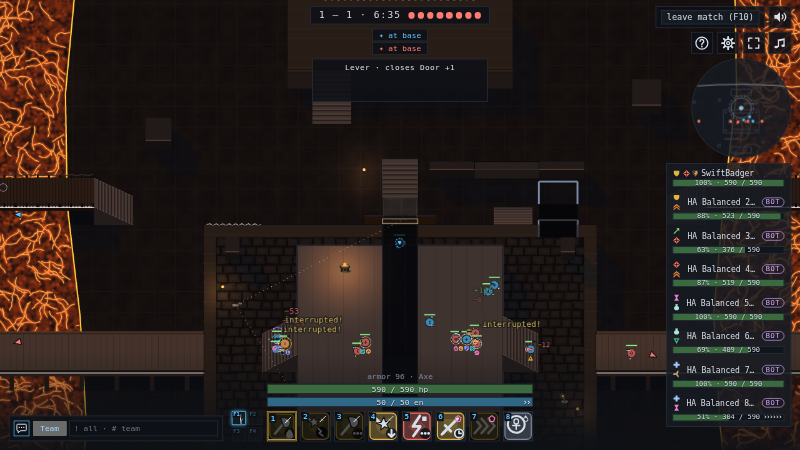 1 — 1 · 6:35
leave match (F10)
✦ at base
✦ at base
Lever · closes Door +1
SwiftBadger
100% · 590 / 590
HA Balanced 2… BOT
88% · 523 / 590
HA Balanced 3… BOT
63% · 376 / 590
HA Balanced 4… BOT
87% · 519 / 590
HA Balanced 5… BOT
100% · 590 / 590
HA Balanced 6… BOT
69% · 409 / 590
HA Balanced 7… BOT
100% · 590 / 590
HA Balanced 8… BOT
51% · 304 / 590
-53
interrupted!
interrupted!
interrupted!
-12
armor 96 · Axe
590 / 590 hp
50 / 50 en
F1 F2
F3 F4
1 2 3 4 5 6 7 8
Team
! all · # team